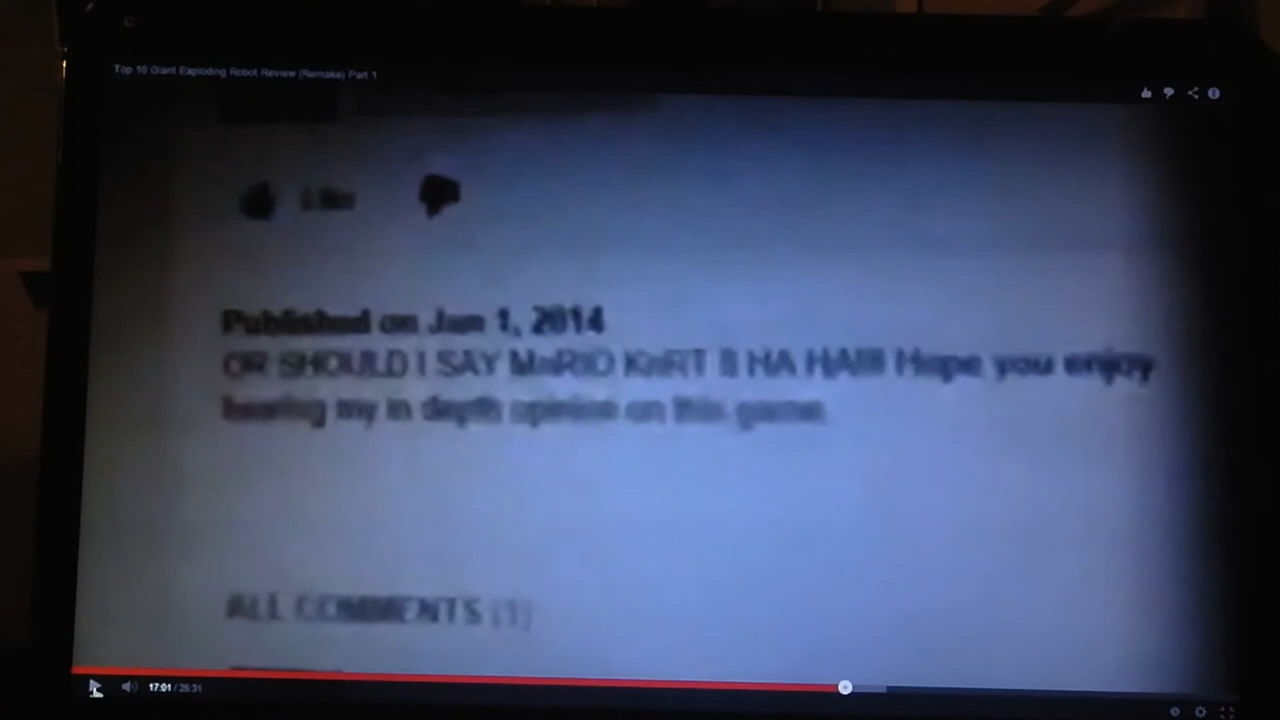 Top 10 Giant Exploding Robot Review (Remake) Part 1
Like
Published on Jan 1, 2014
OR SHOULD I SAY MaRIO KaRT 8 HA HA!!! Hope you enjoy
hearing my in depth opinion on this game
ALL COMMENTS (1)
17:01 / 25:31